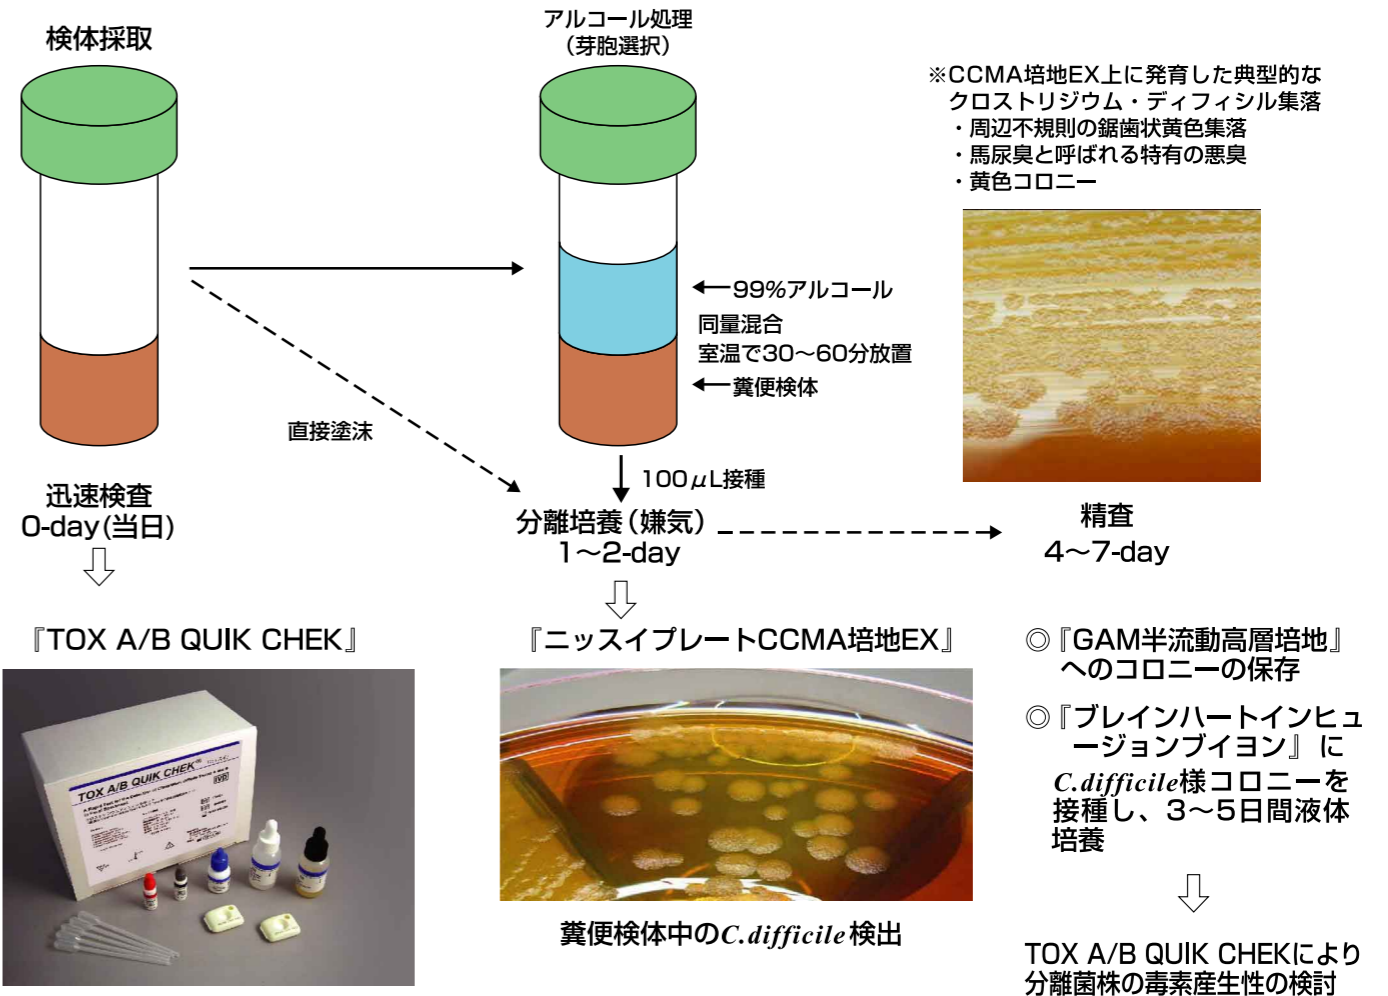 検体採取
アルコール処理
（芽胞選択）
※CCMA培地EX上に発育した典型的な
クロストリジウム・ディフィシル集落
・周辺不規則の鋸歯状黄色集落
・馬尿臭と呼ばれる特有の悪臭
・黄色コロニー
99%アルコール
同量混合
室温で30〜60分放置
糞便検体
直接塗沫
100μL接種
迅速検査
0-day(当日)
分離培養（嫌気）
1〜2-day
精査
4〜7-day
『TOX A/B QUIK CHEK』
『ニッスイプレートCCMA培地EX』
◎『GAM半流動高層培地』
へのコロニーの保存
◎『ブレインハートインヒュ
ージョンブイヨン』に
C.difficile様コロニーを
接種し、3〜5日間液体
培養
TOX A/B QUIK CHEK
IVD
糞便検体中のC.difficile検出
TOX A/B QUIK CHEKにより
分離菌株の毒素産生性の検討